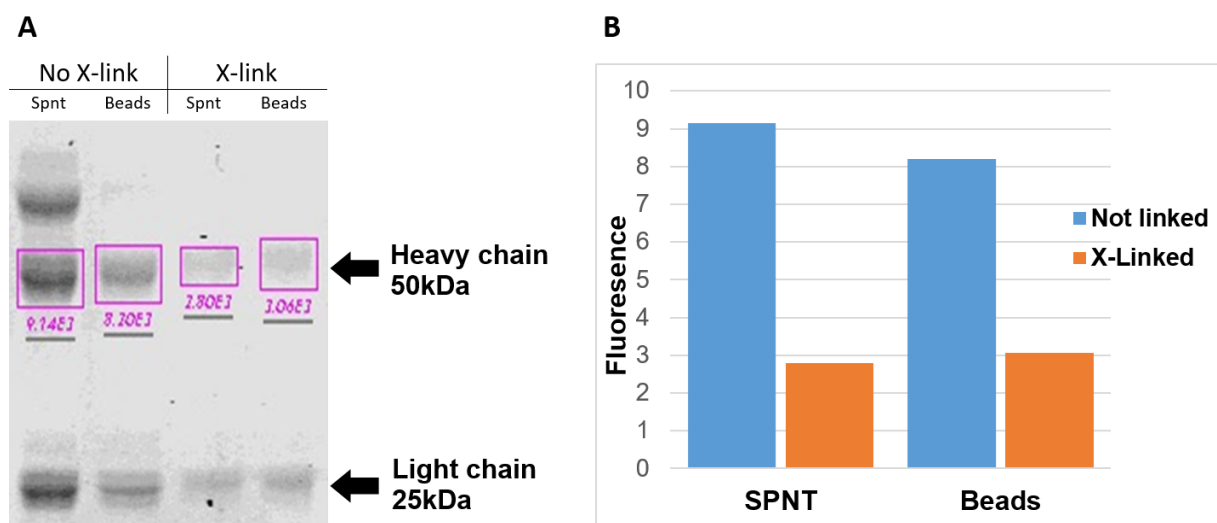 A
No X-link X-link
Spnt Beads Spnt Beads
9.14E3 8.20E3 2.80E3 3.06E3
Heavy chain
50kDa
Light chain
25kDa
B
10
9
8
7
6
5
4
3
2
1
0
Fluoresence
SPNT Beads
Not linked
X-Linked